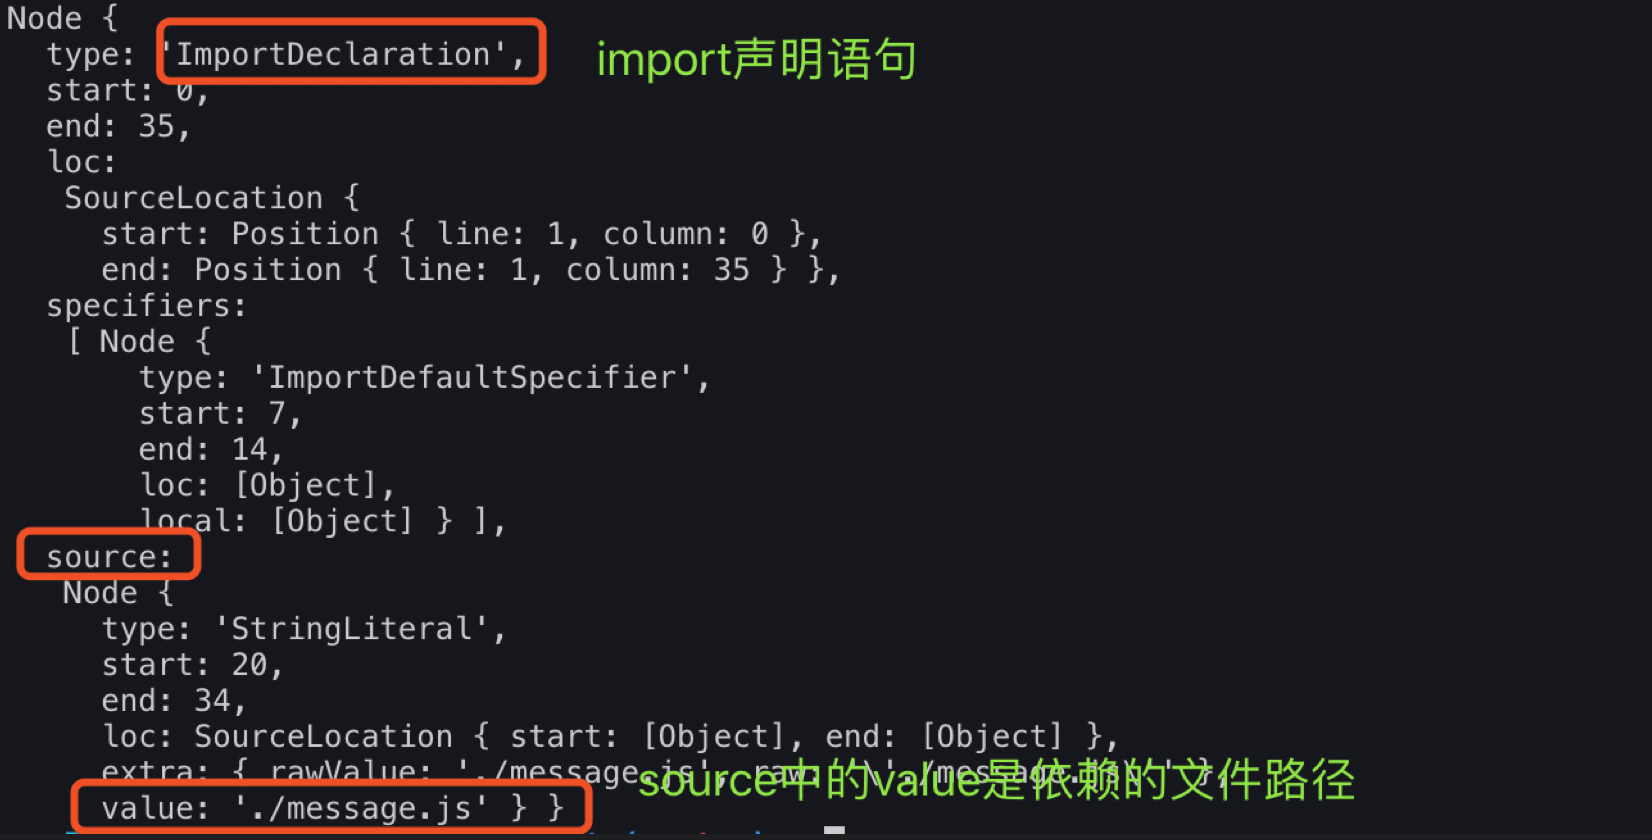 Node {
type: 'ImportDeclaration',
import声明语句
start: 0,
end: 35,
loc:
SourceLocation {
start: Position { line: 1, column: 0 },
end: Position { line: 1, column: 35 } },
specifiers:
[ Node {
type: 'ImportDefaultSpecifier',
start: 7,
end: 14,
loc: [Object],
local: [Object] } ],
source:
Node {
type: 'StringLiteral',
start: 20,
end: 34,
loc: SourceLocation { start: [Object], end: [Object] },
extra: { rawValue: './message.js', raw: '\'./message.js\'' },
source中的value是依赖的文件路径
value: './message.js' } }